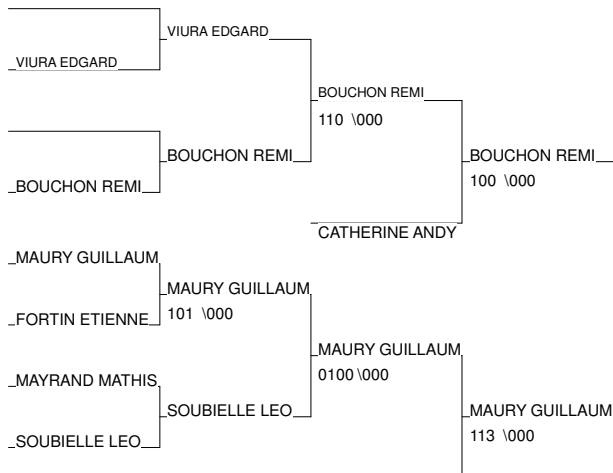 VIURA EDGARD
VIURA EDGARD
BOUCHON REMI
110 \000
BOUCHON REMI
BOUCHON REMI
100 \000
BOUCHON REMI
CATHERINE ANDY
MAURY GUILLAUM
MAURY GUILLAUM
101 \000
FORTIN ETIENNE
MAURY GUILLAUM
0100 \000
MAYRAND MATHIS
SOUBIELLE LEO
MAURY GUILLAUM
113 \000
SOUBIELLE LEO